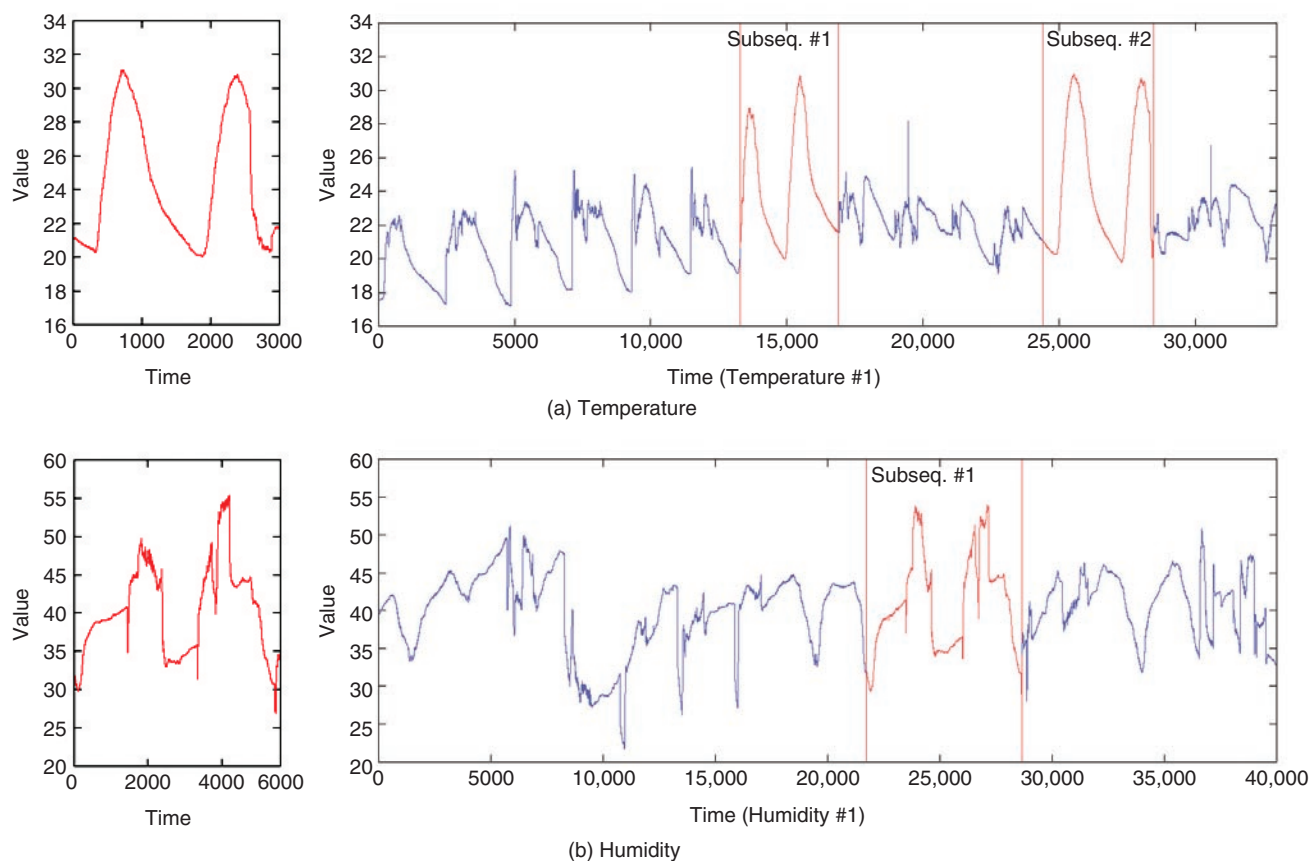 34
32
30
28
26
24
22
20
18
16
Value
0 1000 2000 3000
Time
34
32
30
28
26
24
22
20
18
16
Value
Subseq. #1
Subseq. #2
0 5000 10,000 15,000 20,000 25,000 30,000
Time (Temperature #1)
(a) Temperature
60
55
50
45
40
35
30
25
20
Value
0 2000 4000 6000
Time
60
55
50
45
40
35
30
25
20
Value
Subseq. #1
0 5000 10,000 15,000 20,000 25,000 30,000 35,000 40,000
Time (Humidity #1)
(b) Humidity